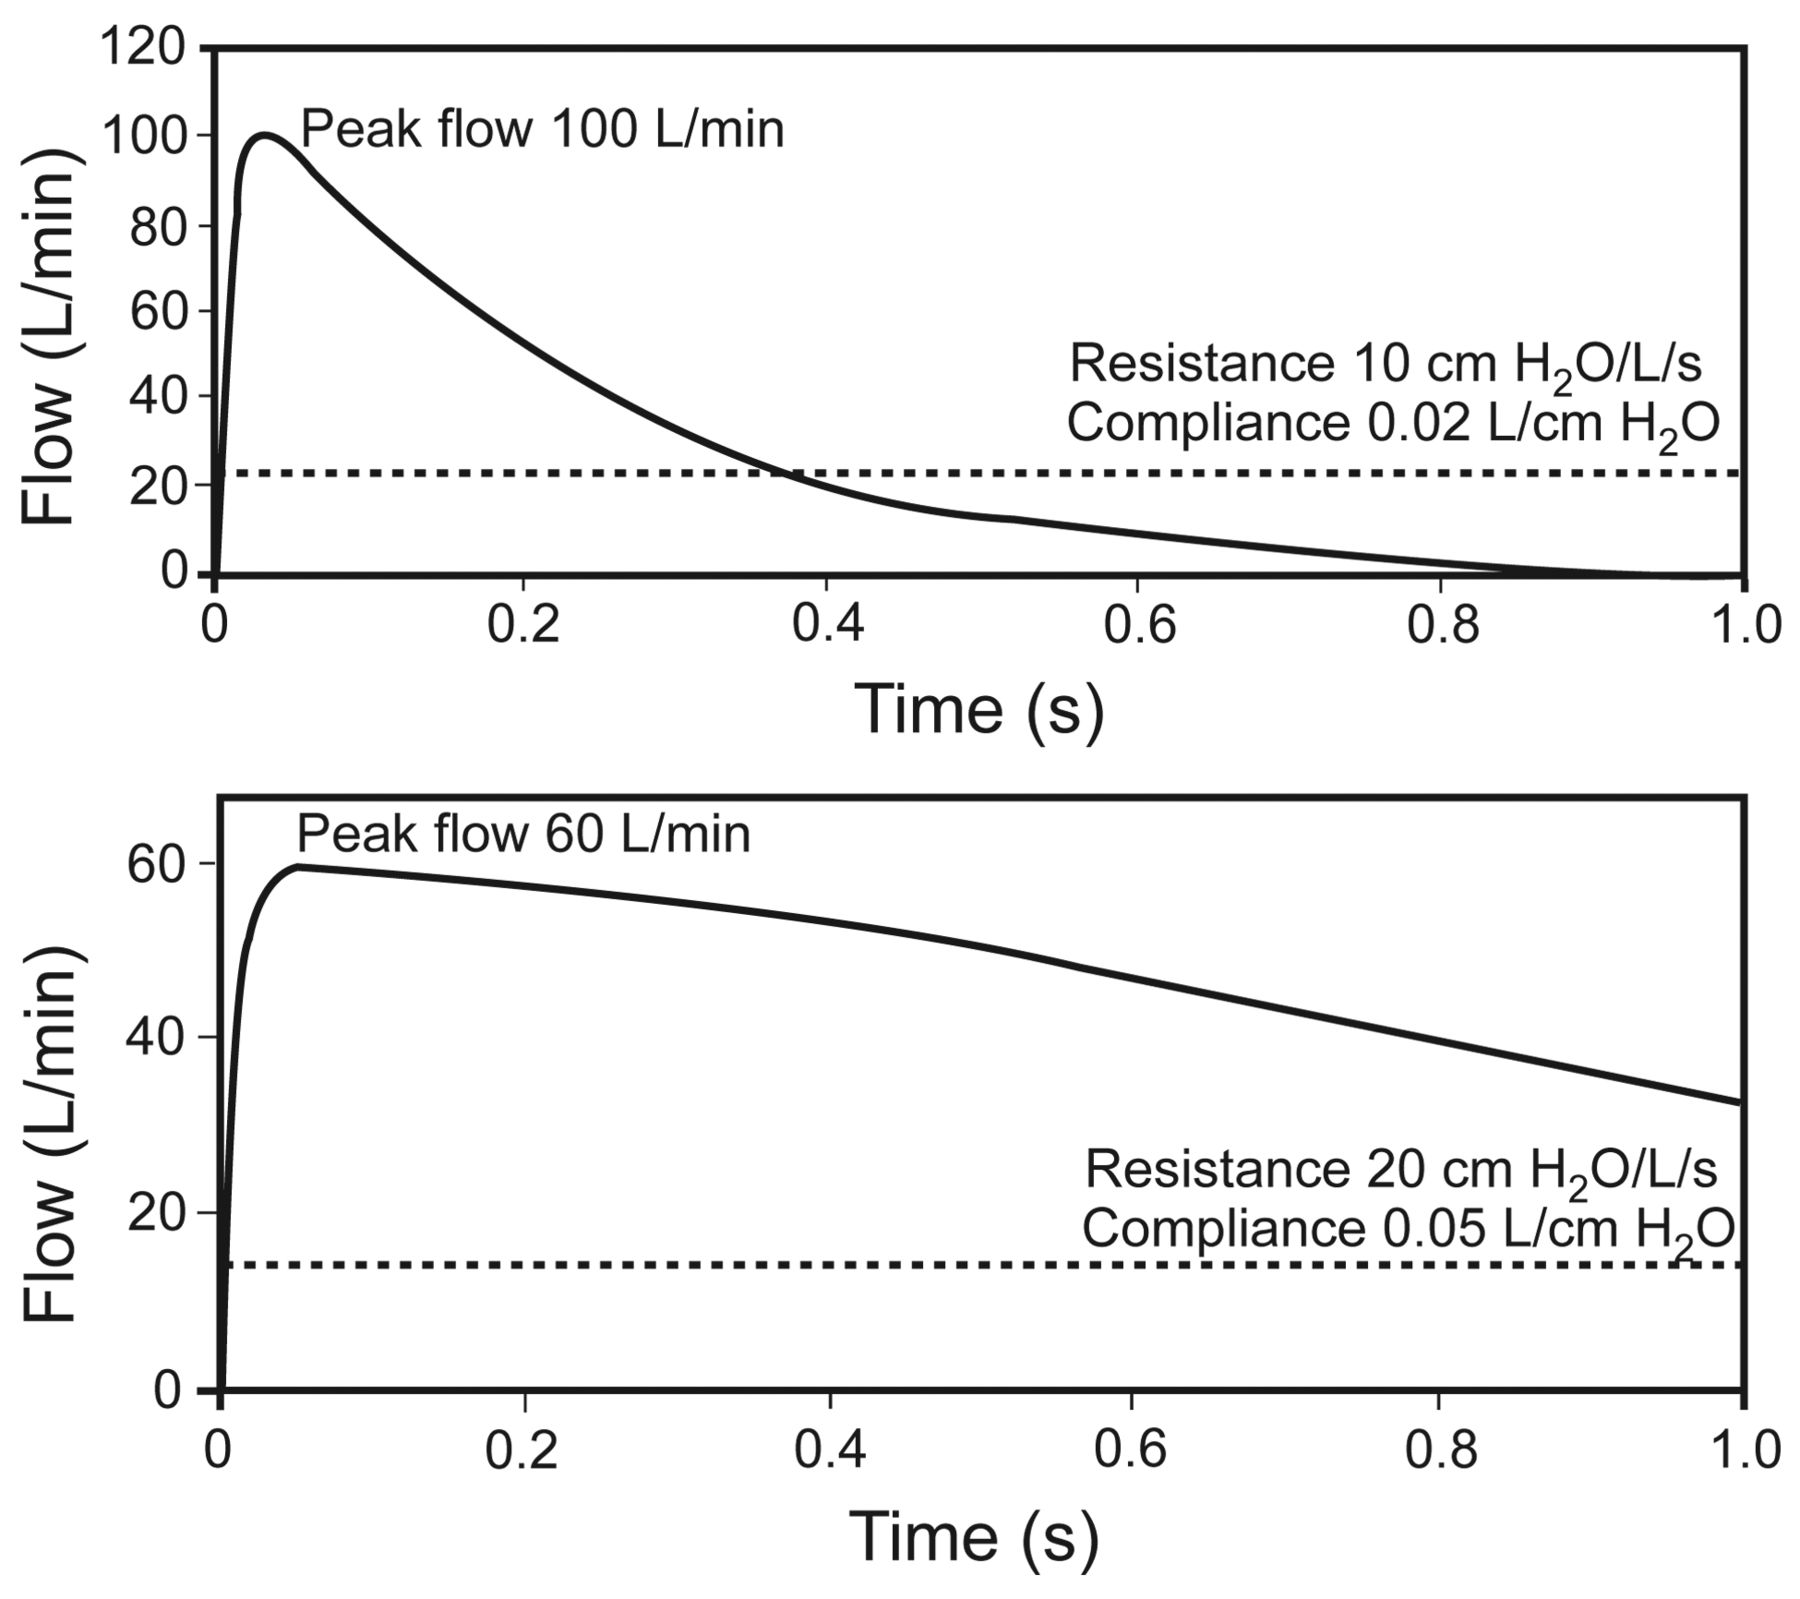 120
100
80
60
40
20
0
Flow (L/min)
Peak flow 100 L/min
Resistance 10 cm H₂O/L/s
Compliance 0.02 L/cm H₂O
0 0.2 0.4 0.6 0.8 1.0
Time (s)
60
40
20
0
Flow (L/min)
Peak flow 60 L/min
Resistance 20 cm H₂O/L/s
Compliance 0.05 L/cm H₂O
0 0.2 0.4 0.6 0.8 1.0
Time (s)